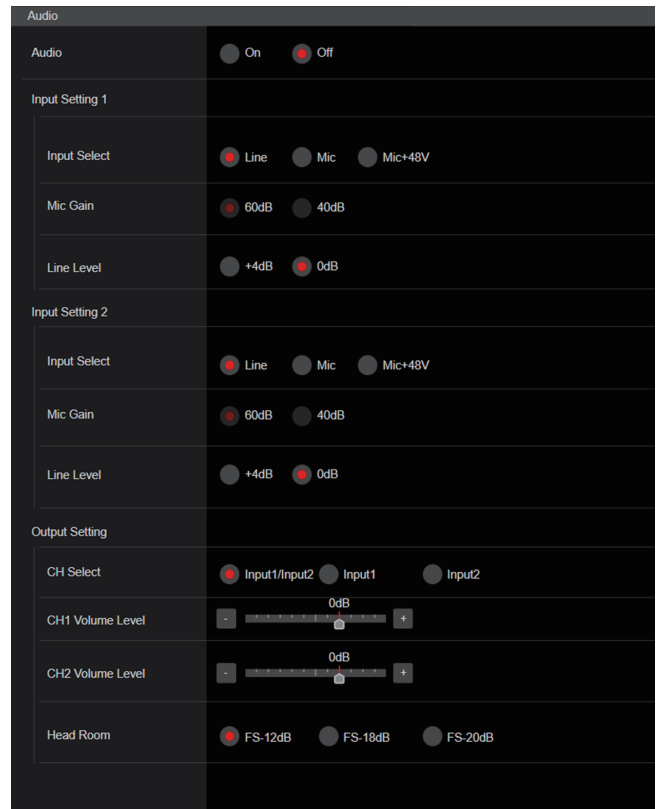 Audio
Audio On Off
Input Setting 1
Input Select Line Mic Mic+48V
Mic Gain 60dB 40dB
Line Level +4dB 0dB
Input Setting 2
Input Select Line Mic Mic+48V
Mic Gain 60dB 40dB
Line Level +4dB 0dB
Output Setting
CH Select Input1/Input2 Input1 Input2
0dB
CH1 Volume Level - +
0dB
CH2 Volume Level - +
Head Room FS-12dB FS-18dB FS-20dB